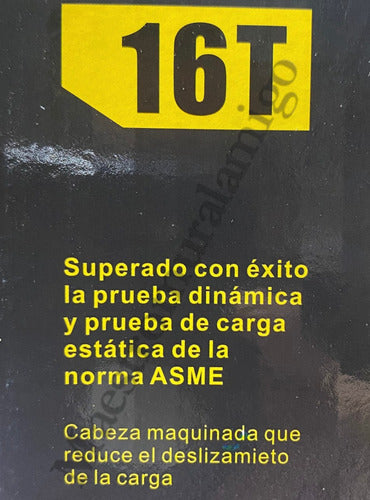 16T
Superado con éxito
la prueba dinámica
y prueba de carga
estática de la
norma ASME
Cabeza maquinada que
reduce el deslizamieto
de la carga